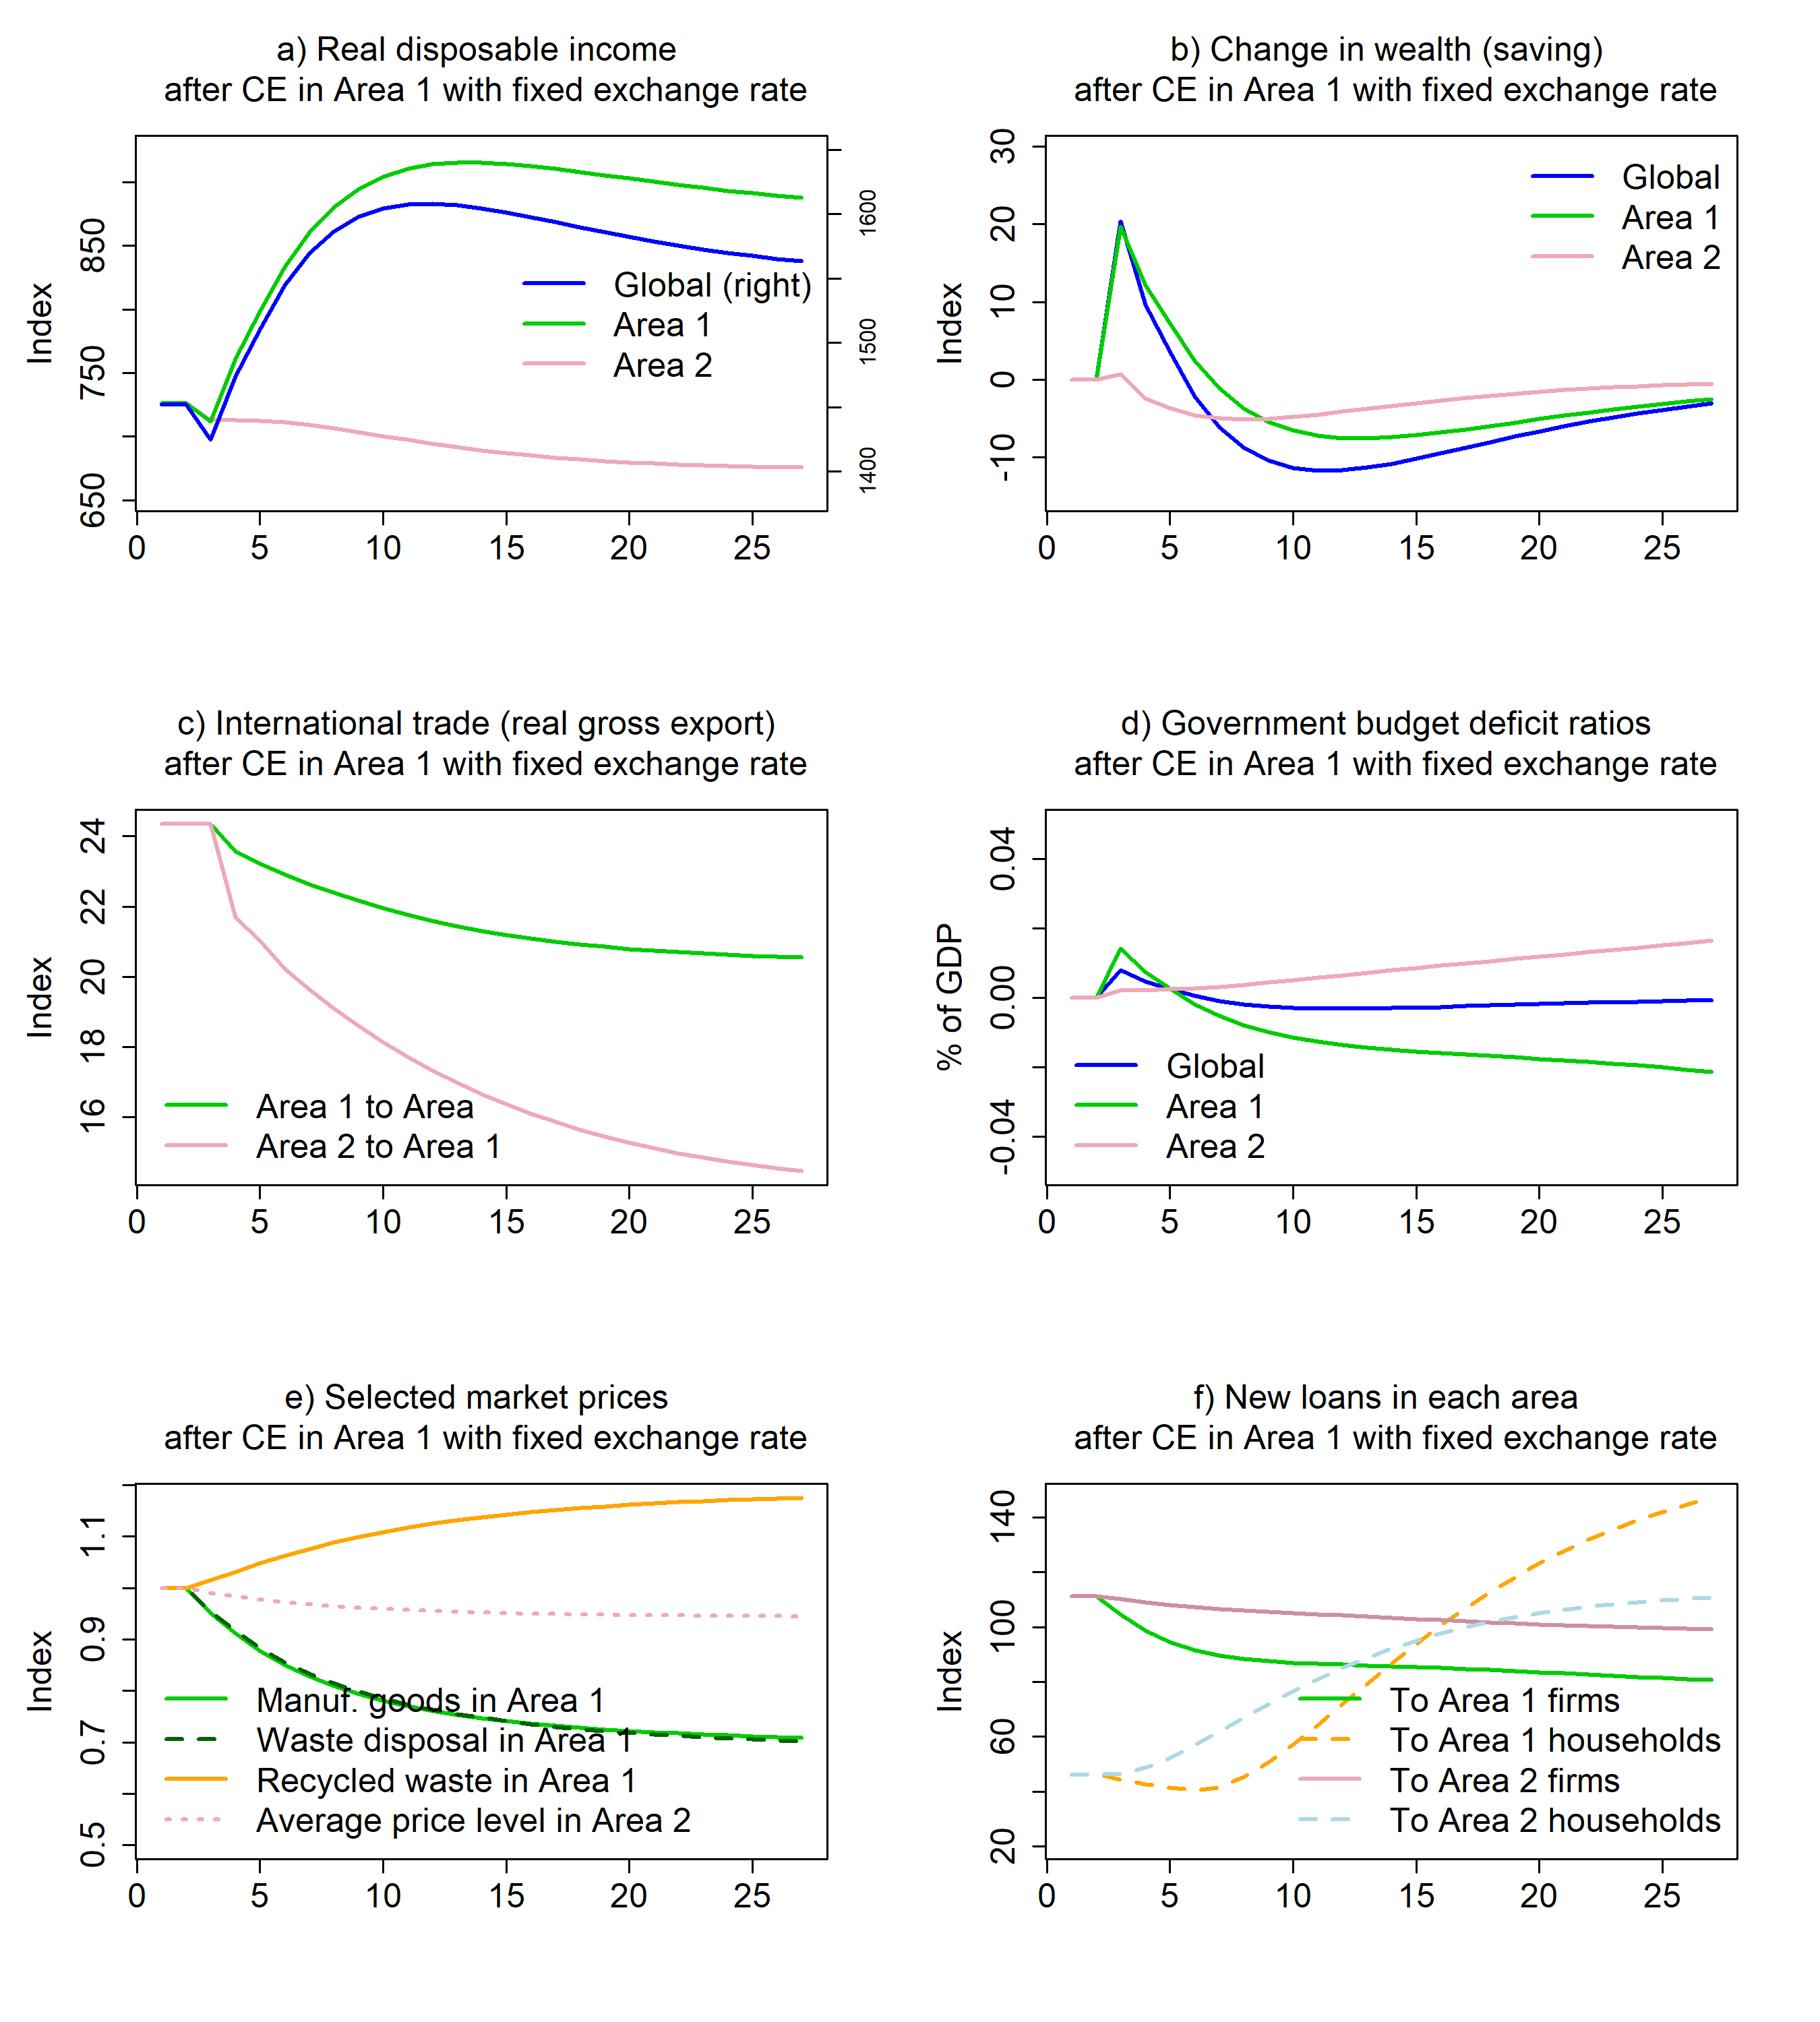 a) Real disposable income
after CE in Area 1 with fixed exchange rate
Index
650
750
850
1400
1500
1600
Global (right)
Area 1
Area 2
0 5 10 15 20 25
b) Change in wealth (saving)
after CE in Area 1 with fixed exchange rate
Index
-10
0
10
20
30
Global
Area 1
Area 2
0 5 10 15 20 25
c) International trade (real gross export)
after CE in Area 1 with fixed exchange rate
Index
16
18
20
22
24
Area 1 to Area
Area 2 to Area 1
0 5 10 15 20 25
d) Government budget deficit ratios
after CE in Area 1 with fixed exchange rate
% of GDP
-0.04
0.00
0.04
Global
Area 1
Area 2
0 5 10 15 20 25
e) Selected market prices
after CE in Area 1 with fixed exchange rate
Index
0.5
0.7
0.9
1.1
Manuf. goods in Area 1
Waste disposal in Area 1
Recycled waste in Area 1
Average price level in Area 2
0 5 10 15 20 25
f) New loans in each area
after CE in Area 1 with fixed exchange rate
Index
20
60
100
140
To Area 1 firms
To Area 1 households
To Area 2 firms
To Area 2 households
0 5 10 15 20 25